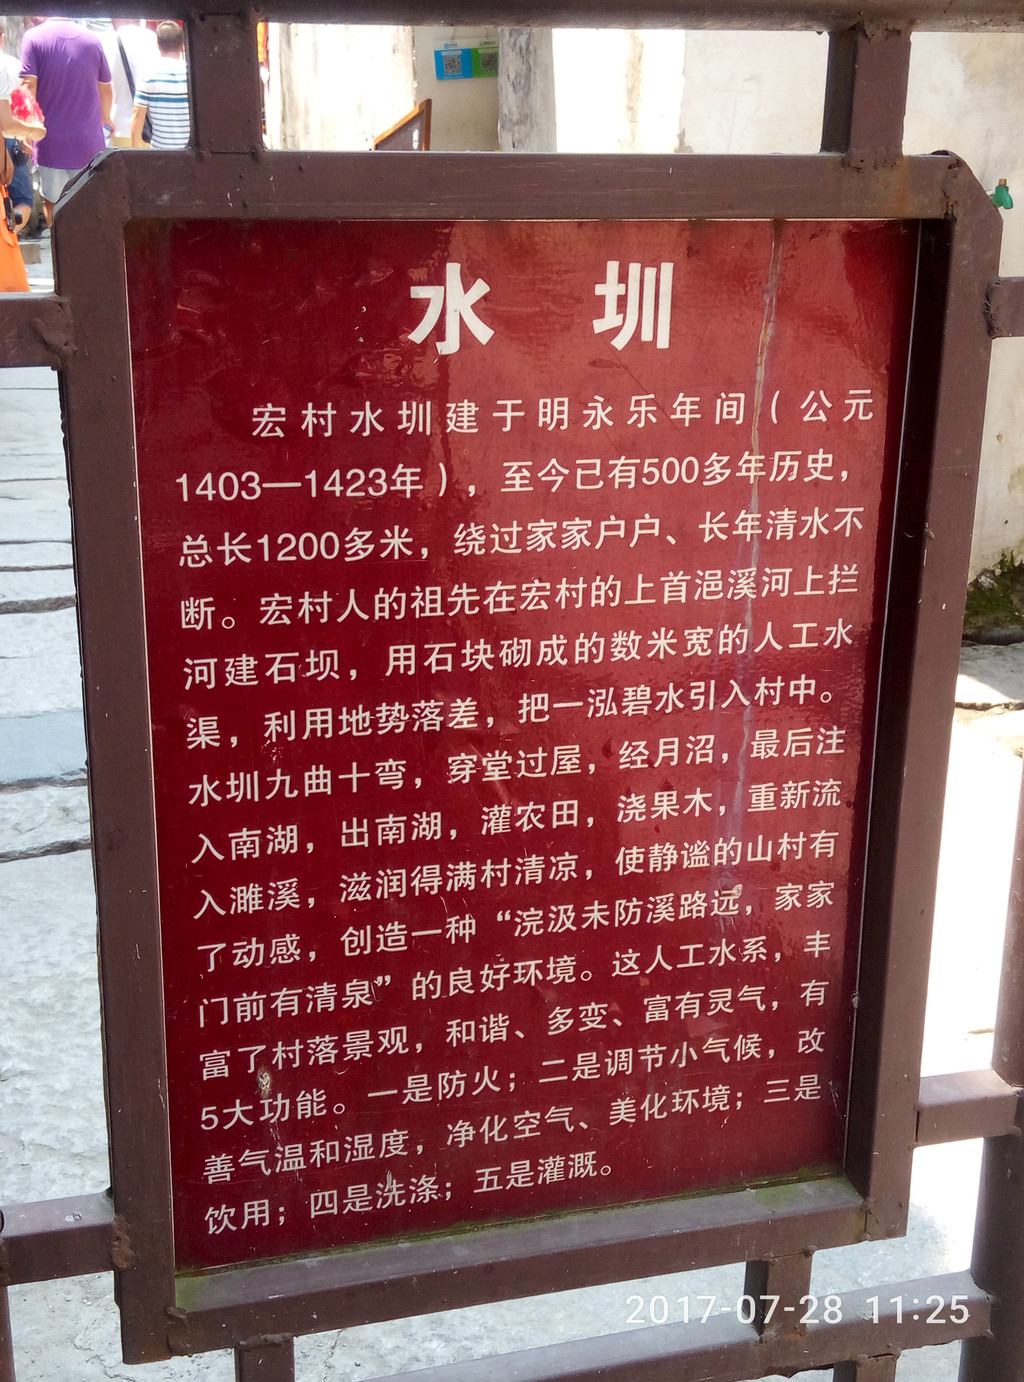 水 圳
宏村水圳建于明永乐年间（公元
1403—1423年），至今已有500多年历史，
总长1200多米，绕过家家户户、长年清水不
断。宏村人的祖先在宏村的上首浥溪河上拦
河建石坝，用石块砌成的数米宽的人工水
渠，利用地势落差，把一泓碧水引入村中。
水圳九曲十弯，穿堂过屋，经月沼，最后注
入南湖，出南湖，灌农田，浇果木，重新流
入濉溪，滋润得满村清凉，使静谧的山村有
了动感，创造一种“浣汲未防溪路远，家家
门前有清泉”的良好环境。这人工水系，丰
富了村落景观，和谐、多变、富有灵气，有
5大功能。一是防火；二是调节小气候，改
善气温和湿度，净化空气、美化环境；三是
饮用；四是洗涤；五是灌溉。
2017-07-28 11:25